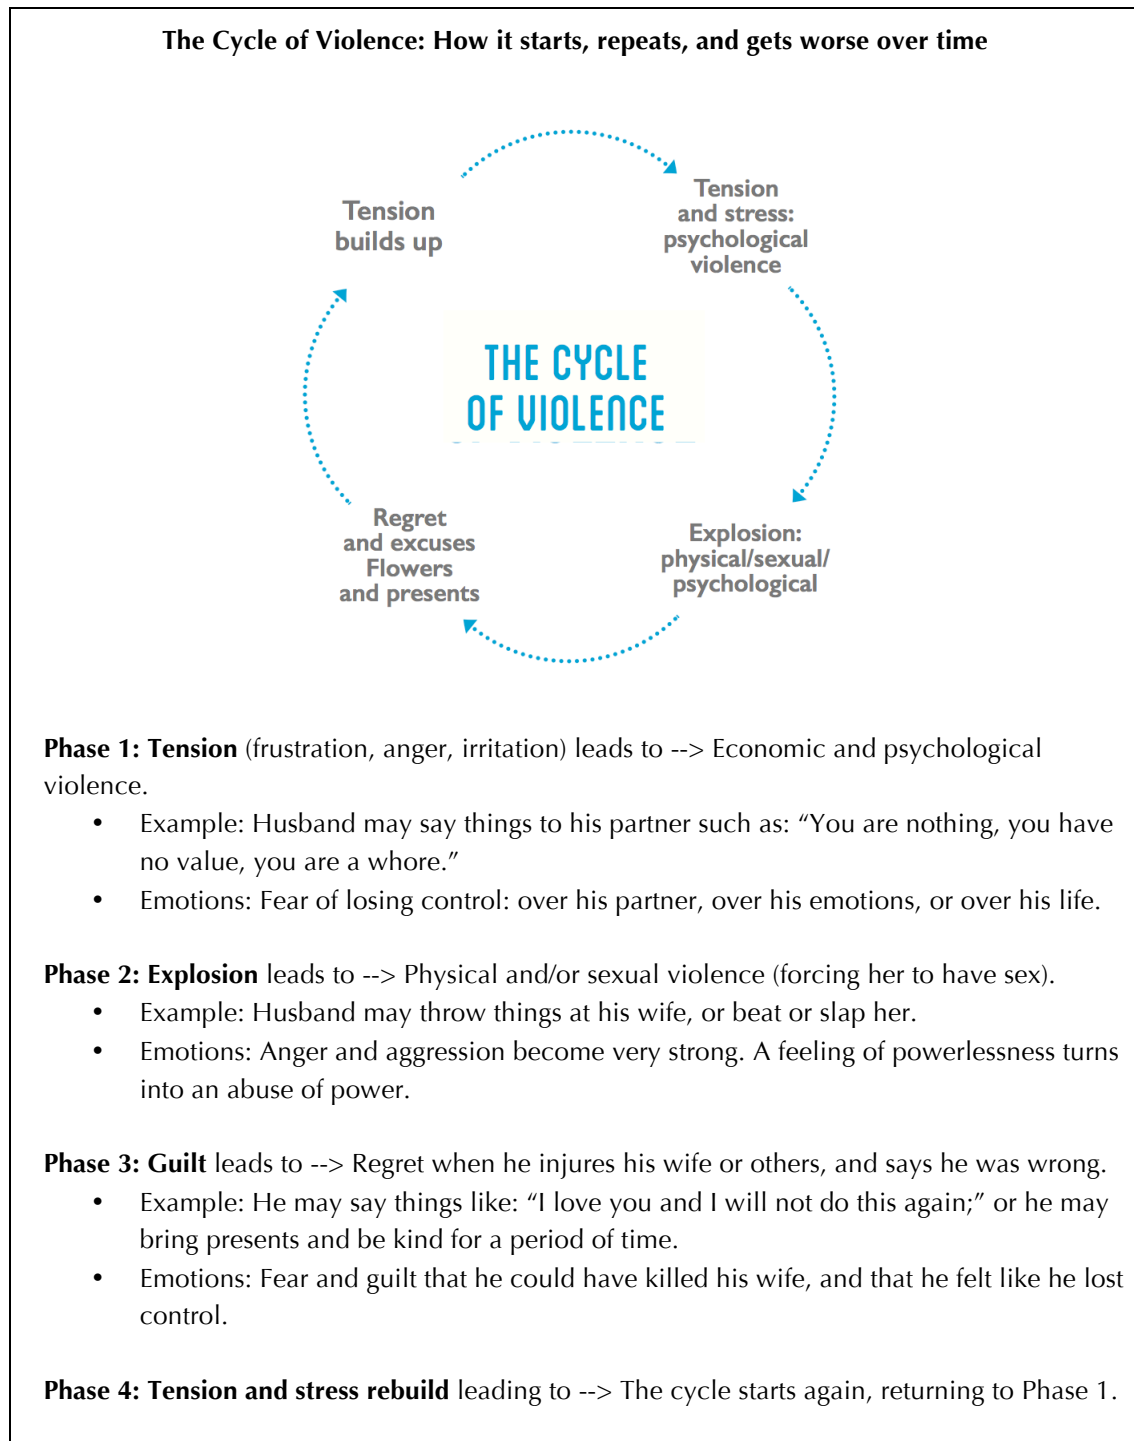 The Cycle of Violence: How it starts, repeats, and gets worse over time
Tension
builds up
Tension
and stress:
psychological
violence
THE CYCLE
OF VIOLENCE
Regret
and excuses
Flowers
and presents
Explosion:
physical/sexual/
psychological
Phase 1: Tension (frustration, anger, irritation) leads to --> Economic and psychological
violence.
• Example: Husband may say things to his partner such as: “You are nothing, you have
no value, you are a whore.”
• Emotions: Fear of losing control: over his partner, over his emotions, or over his life.
Phase 2: Explosion leads to --> Physical and/or sexual violence (forcing her to have sex).
• Example: Husband may throw things at his wife, or beat or slap her.
• Emotions: Anger and aggression become very strong. A feeling of powerlessness turns
into an abuse of power.
Phase 3: Guilt leads to --> Regret when he injures his wife or others, and says he was wrong.
• Example: He may say things like: “I love you and I will not do this again;” or he may
bring presents and be kind for a period of time.
• Emotions: Fear and guilt that he could have killed his wife, and that he felt like he lost
control.
Phase 4: Tension and stress rebuild leading to --> The cycle starts again, returning to Phase 1.